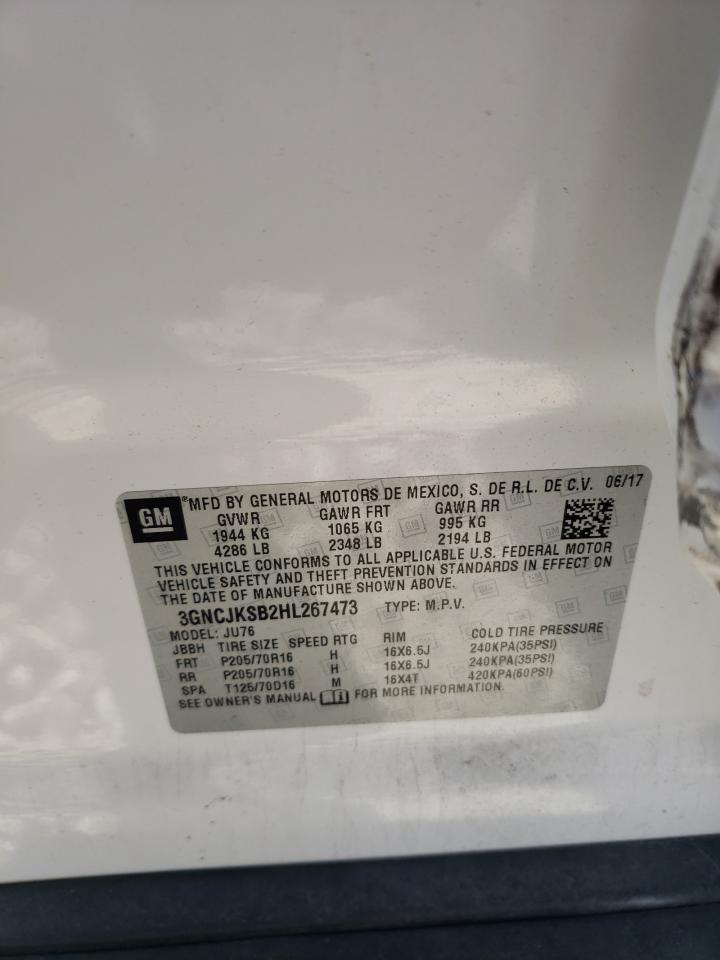 GM
®MFD BY GENERAL MOTORS DE MEXICO, S. DE R.L. DE C.V. 06/17
GVWR GAWR FRT GAWR RR
1944 KG 1065 KG 995 KG
4286 LB 2348 LB 2194 LB
THIS VEHICLE CONFORMS TO ALL APPLICABLE U.S. FEDERAL MOTOR
VEHICLE SAFETY AND THEFT PREVENTION STANDARDS IN EFFECT ON
THE DATE OF MANUFACTURE SHOWN ABOVE.
3GNCJKSB2HL267473 TYPE: M.P.V.
MODEL: JU76
JBBH TIRE SIZE SPEED RTG RIM COLD TIRE PRESSURE
FRT P205/70R16 H 16X6.5J 240KPA(35PSI)
RR P205/70R16 H 16X6.5J 240KPA(35PSI)
SPA T125/70D16 M 16X4T 420KPA(60PSI)
SEE OWNER'S MANUAL FOR MORE INFORMATION.